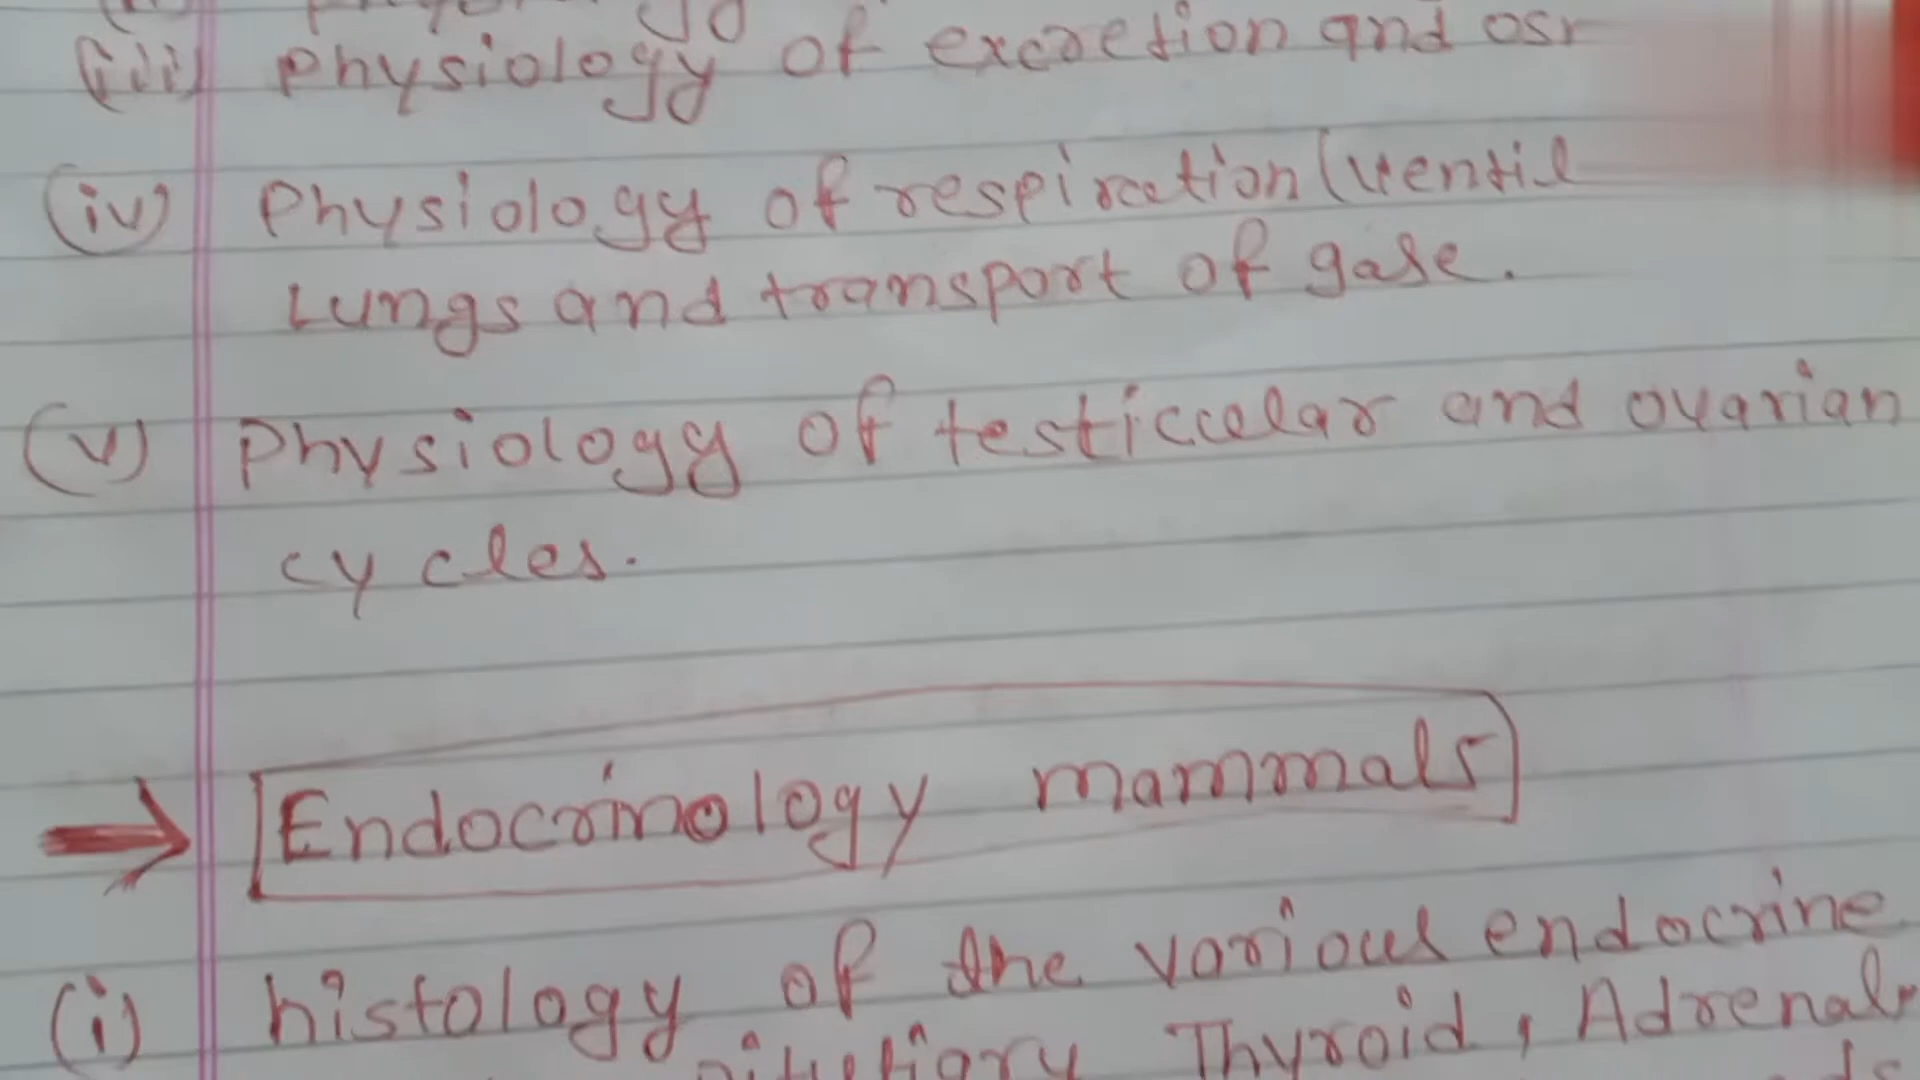 (iii) Physiology of excretion and osr
(iv) Physiology of respiration (ventil
Lungs and transport of gase.
(v) Physiology of testiccelar and ovarian
cycles.
Endocrinology mammals
(i) histology of the various endocrine
Thyroid, Adrenal